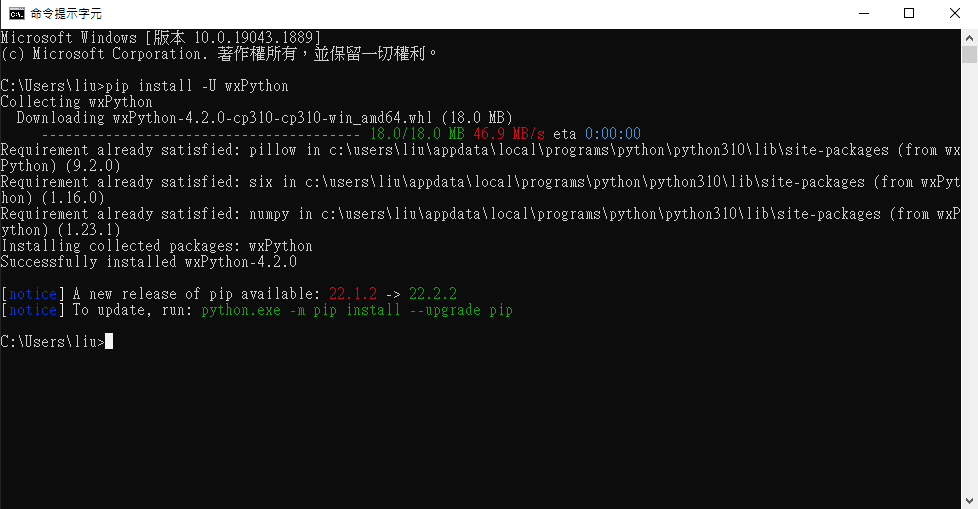 命令提示字元
Microsoft Windows [版本 10.0.19043.1889]
(c) Microsoft Corporation. 著作權所有，並保留一切權利。
C:\Users\liu>pip install -U wxPython
Collecting wxPython
Downloading wxPython-4.2.0-cp310-cp310-win_amd64.whl (18.0 MB)
---------------------------------------- 18.0/18.0 MB 46.9 MB/s eta 0:00:00
Requirement already satisfied: pillow in c:\users\liu\appdata\local\programs\python\python310\lib\site-packages (from wx
Python) (9.2.0)
Requirement already satisfied: six in c:\users\liu\appdata\local\programs\python\python310\lib\site-packages (from wxPyt
hon) (1.16.0)
Requirement already satisfied: numpy in c:\users\liu\appdata\local\programs\python\python310\lib\site-packages (from wxP
ython) (1.23.1)
Installing collected packages: wxPython
Successfully installed wxPython-4.2.0
[notice] A new release of pip available: 22.1.2 -> 22.2.2
[notice] To update, run: python.exe -m pip install --upgrade pip
C:\Users\liu>